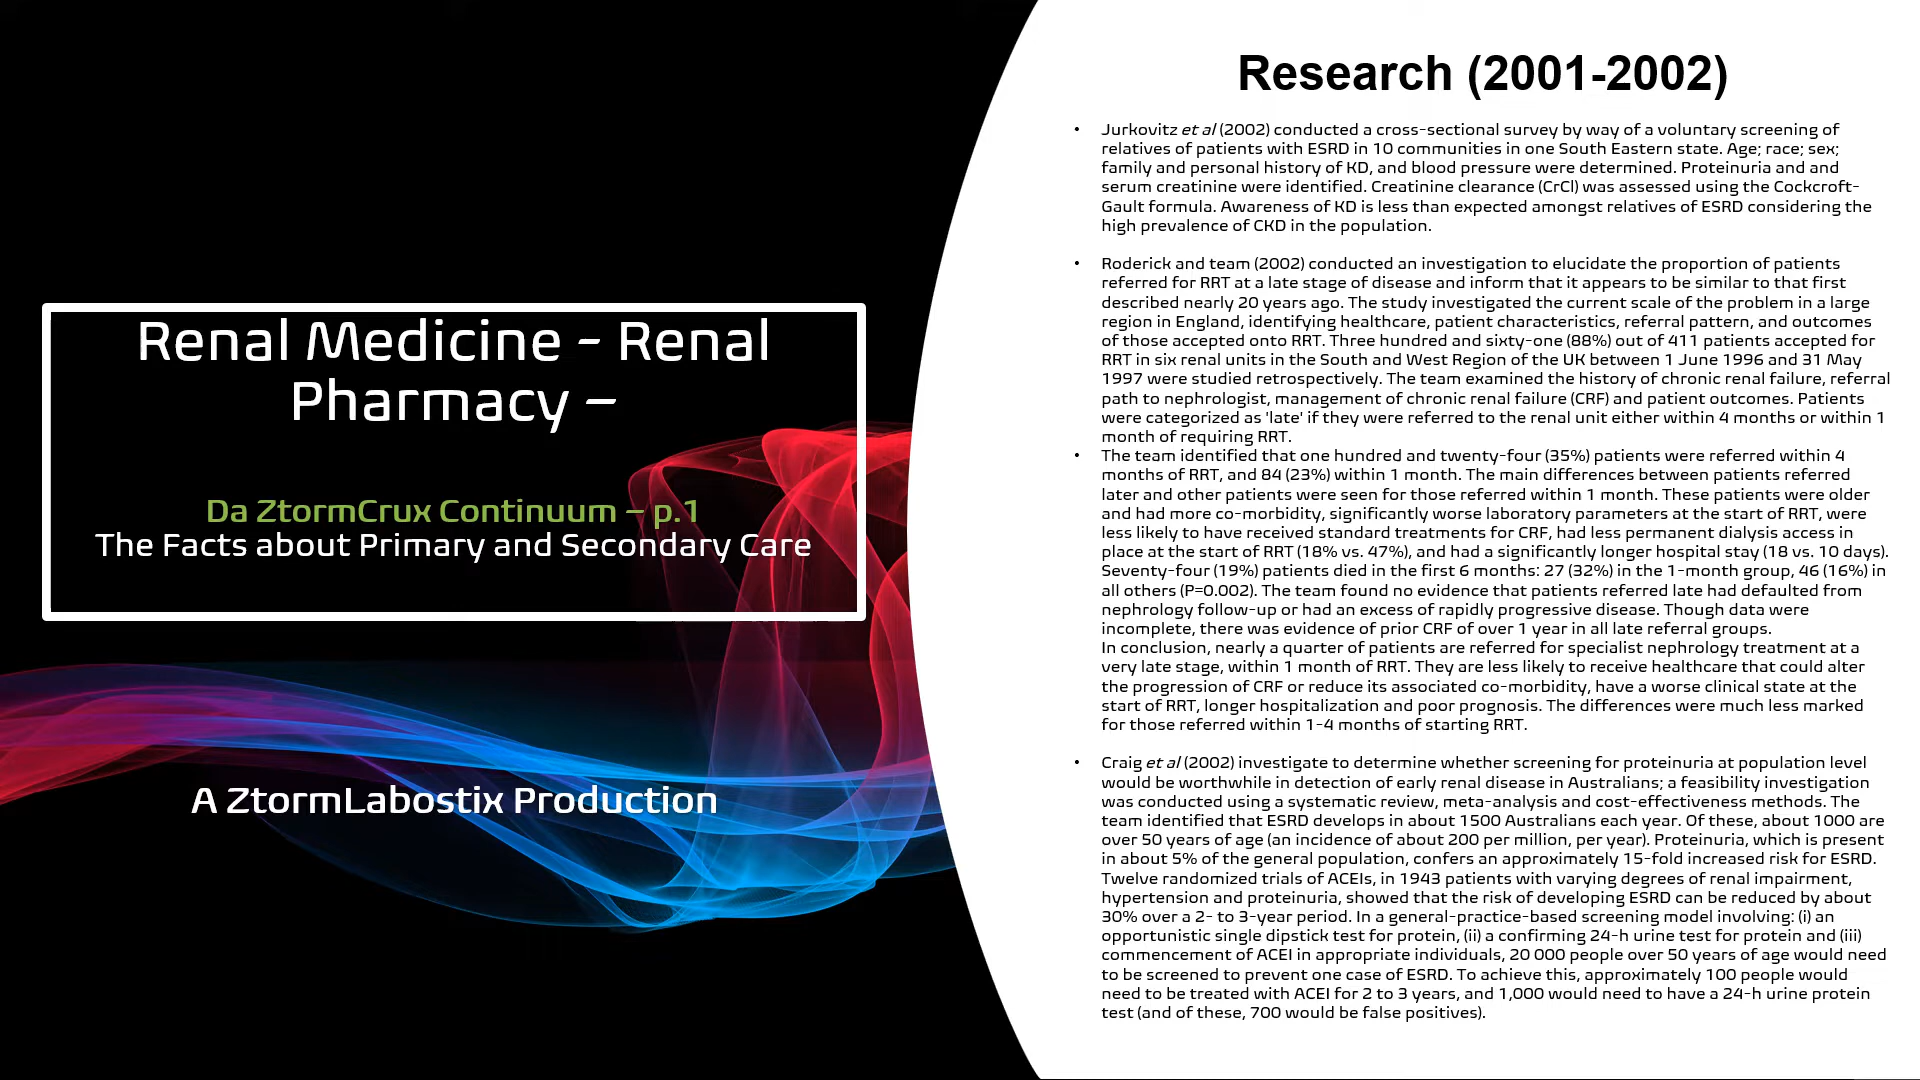 Renal Medicine - Renal
Pharmacy –
Da ZtormCrux Continuum – p.1
The Facts about Primary and Secondary Care
A ZtormLabostix Production
Research (2001-2002)
• Jurkovitz et al (2002) conducted a cross-sectional survey by way of a voluntary screening of
relatives of patients with ESRD in 10 communities in one South Eastern state. Age; race; sex;
family and personal history of KD, and blood pressure were determined. Proteinuria and and
serum creatinine were identified. Creatinine clearance (CrCl) was assessed using the Cockcroft-
Gault formula. Awareness of KD is less than expected amongst relatives of ESRD considering the
high prevalence of CKD in the population.
• Roderick and team (2002) conducted an investigation to elucidate the proportion of patients
referred for RRT at a late stage of disease and inform that it appears to be similar to that first
described nearly 20 years ago. The study investigated the current scale of the problem in a large
region in England, identifying healthcare, patient characteristics, referral pattern, and outcomes
of those accepted onto RRT. Three hundred and sixty-one (88%) out of 411 patients accepted for
RRT in six renal units in the South and West Region of the UK between 1 June 1996 and 31 May
1997 were studied retrospectively. The team examined the history of chronic renal failure, referral
path to nephrologist, management of chronic renal failure (CRF) and patient outcomes. Patients
were categorized as 'late' if they were referred to the renal unit either within 4 months or within 1
month of requiring RRT.
• The team identified that one hundred and twenty-four (35%) patients were referred within 4
months of RRT, and 84 (23%) within 1 month. The main differences between patients referred
later and other patients were seen for those referred within 1 month. These patients were older
and had more co-morbidity, significantly worse laboratory parameters at the start of RRT, were
less likely to have received standard treatments for CRF, had less permanent dialysis access in
place at the start of RRT (18% vs. 47%), and had a significantly longer hospital stay (18 vs. 10 days).
Seventy-four (19%) patients died in the first 6 months: 27 (32%) in the 1-month group, 46 (16%) in
all others (P=0.002). The team found no evidence that patients referred late had defaulted from
nephrology follow-up or had an excess of rapidly progressive disease. Though data were
incomplete, there was evidence of prior CRF of over 1 year in all late referral groups.
In conclusion, nearly a quarter of patients are referred for specialist nephrology treatment at a
very late stage, within 1 month of RRT. They are less likely to receive healthcare that could alter
the progression of CRF or reduce its associated co-morbidity, have a worse clinical state at the
start of RRT, longer hospitalization and poor prognosis. The differences were much less marked
for those referred within 1-4 months of starting RRT.
• Craig et al (2002) investigate to determine whether screening for proteinuria at population level
would be worthwhile in detection of early renal disease in Australians; a feasibility investigation
was conducted using a systematic review, meta-analysis and cost-effectiveness methods. The
team identified that ESRD develops in about 1500 Australians each year. Of these, about 1000 are
over 50 years of age (an incidence of about 200 per million, per year). Proteinuria, which is present
in about 5% of the general population, confers an approximately 15-fold increased risk for ESRD.
Twelve randomized trials of ACEIs, in 1943 patients with varying degrees of renal impairment,
hypertension and proteinuria, showed that the risk of developing ESRD can be reduced by about
30% over a 2- to 3-year period. In a general-practice-based screening model involving: (i) an
opportunistic single dipstick test for protein, (ii) a confirming 24-h urine test for protein and (iii)
commencement of ACEI in appropriate individuals, 20 000 people over 50 years of age would need
to be screened to prevent one case of ESRD. To achieve this, approximately 100 people would
need to be treated with ACEI for 2 to 3 years, and 1,000 would need to have a 24-h urine protein
test (and of these, 700 would be false positives).